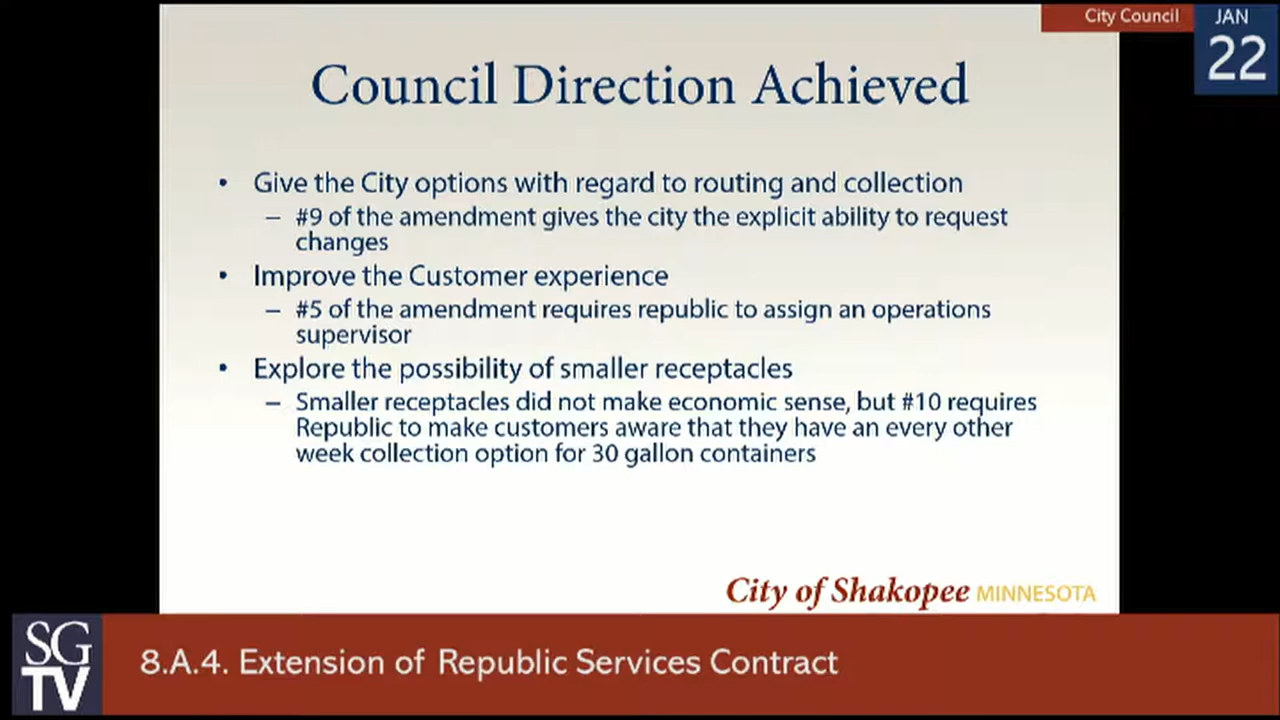 City Council
JAN
22
Council Direction Achieved
• Give the City options with regard to routing and collection
– #9 of the amendment gives the city the explicit ability to request
changes
• Improve the Customer experience
– #5 of the amendment requires republic to assign an operations
supervisor
• Explore the possibility of smaller receptacles
– Smaller receptacles did not make economic sense, but #10 requires
Republic to make customers aware that they have an every other
week collection option for 30 gallon containers
City of Shakopee MINNESOTA
SG
TV
8.A.4. Extension of Republic Services Contract